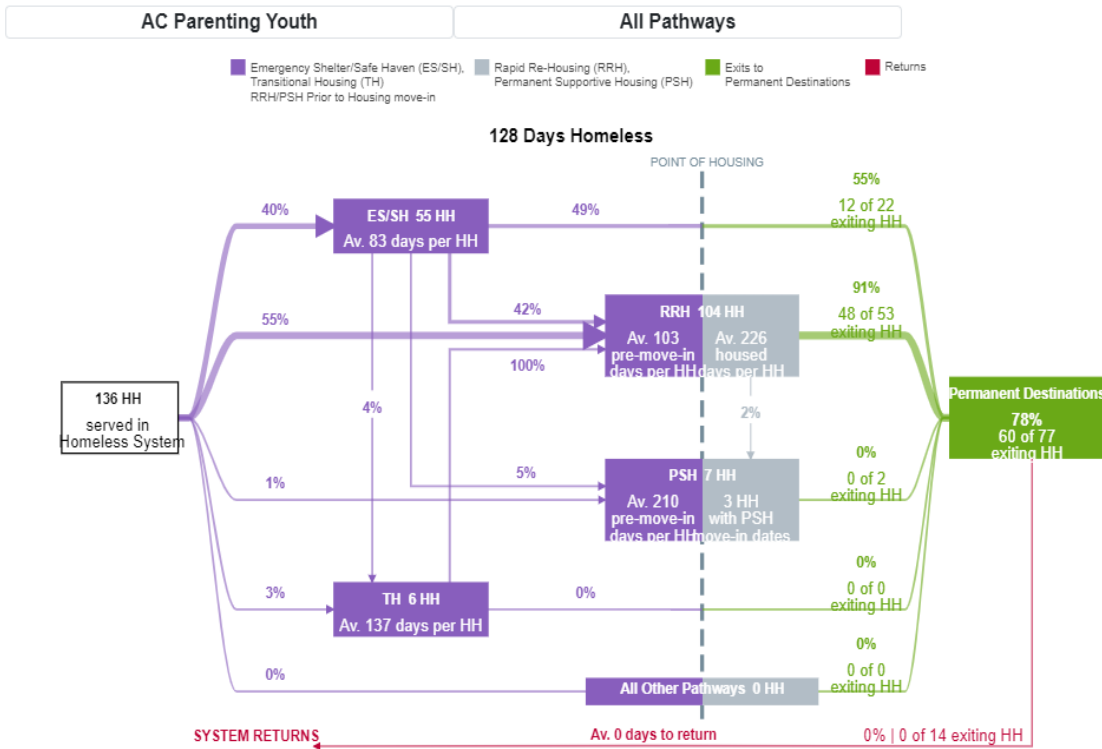 AC Parenting Youth
All Pathways
Emergency Shelter/Safe Haven (ES/SH),
Transitional Housing (TH)
RRH/PSH Prior to Housing move-in
Rapid Re-Housing (RRH),
Permanent Supportive Housing (PSH)
Exits to
Permanent Destinations
Returns
128 Days Homeless
POINT OF HOUSING
40%
ES/SH 55 HH
Av. 83 days per HH
49%
55%
12 of 22
exiting HH
55%
42%
100%
RRH 104 HH
Av. 103
pre-move-in
days per HH
Av. 226
housed
days per HH
91%
48 of 53
exiting HH
136 HH
served in
Homeless System
4%
2%
Permanent Destinations
78%
60 of 77
exiting HH
1%
5%
PSH 7 HH
Av. 210
pre-move-in
days per HH
3 HH
with PSH
move-in dates
0%
0 of 2
exiting HH
3%
TH 6 HH
Av. 137 days per HH
0%
0%
0 of 0
exiting HH
0%
All Other Pathways 0 HH
0%
0 of 0
exiting HH
SYSTEM RETURNS
Av. 0 days to return
0% | 0 of 14 exiting HH